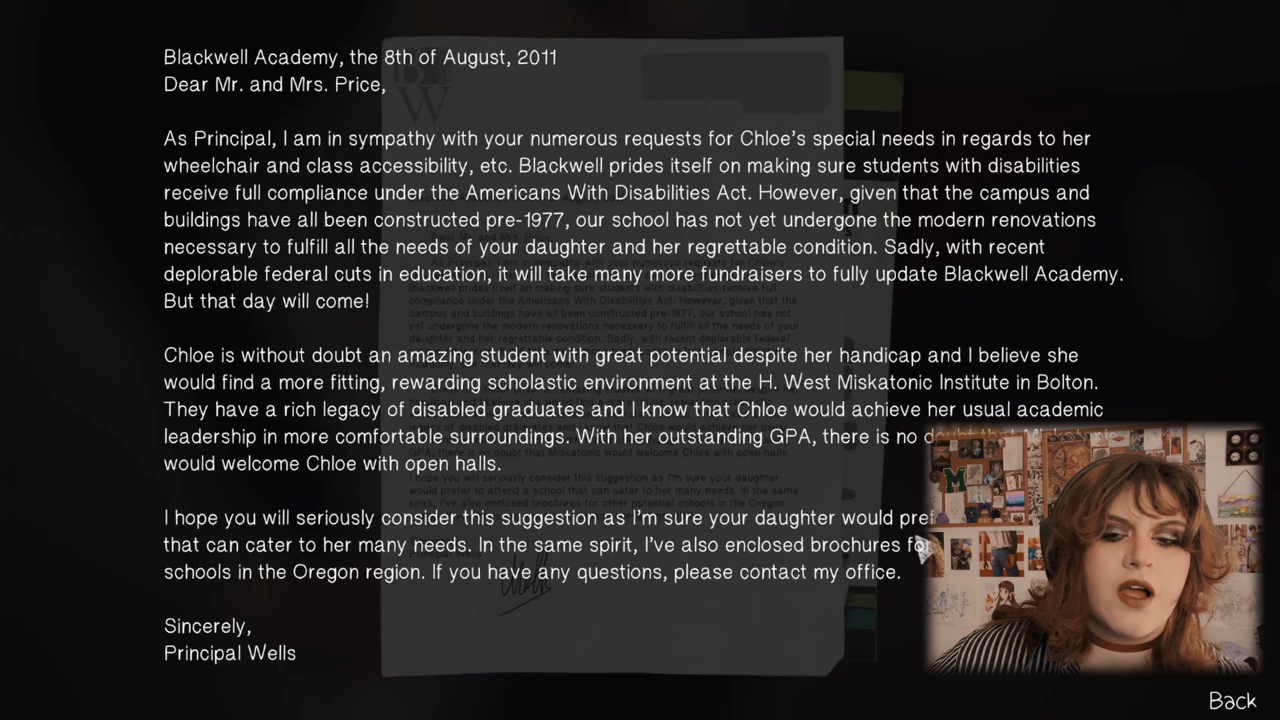 Blackwell Academy, the 8th of August, 2011
Dear Mr. and Mrs. Price,
As Principal, I am in sympathy with your numerous requests for Chloe's special needs in regards to her
wheelchair and class accessibility, etc. Blackwell prides itself on making sure students with disabilities
receive full compliance under the Americans With Disabilities Act. However, given that the campus and
buildings have all been constructed pre-1977, our school has not yet undergone the modern renovations
necessary to fulfill all the needs of your daughter and her regrettable condition. Sadly, with recent
deplorable federal cuts in education, it will take many more fundraisers to fully update Blackwell Academy.
But that day will come!
Chloe is without doubt an amazing student with great potential despite her handicap and I believe she
would find a more fitting, rewarding scholastic environment at the H. West Miskatonic Institute in Bolton.
They have a rich legacy of disabled graduates and I know that Chloe would achieve her usual academic
leadership in more comfortable surroundings. With her outstanding GPA, there is no
would welcome Chloe with open halls.
I hope you will seriously consider this suggestion as I'm sure your daughter would pref
that can cater to her many needs. In the same spirit, I've also enclosed brochures for
schools in the Oregon region. If you have any questions, please contact my office.
Sincerely,
Principal Wells
M
Back